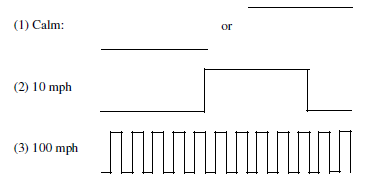 (1) Calm:
or
(2) 10 mph
(3) 100 mph